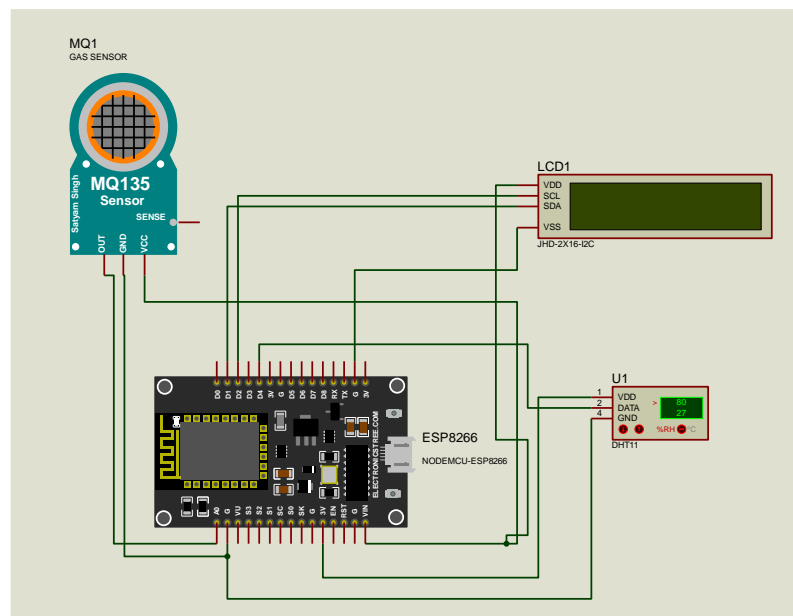 MQ1
GAS SENSOR
MQ135
Sensor
Satyam Singh
SENSE
OUT
GND
VCC
LCD1
VDD
SCL
SDA
VSS
JHD-2X16-I2C
D0
D1
D2
D3
D4
3V
G
D5
D6
D7
D8
RX
TX
G
3V
ESP8266
NODEMCU-ESP8266
ELECTRONICSTREE.COM
A0
G
VU
S3
S2
S1
SC
S0
SK
G
3V
EN
RST
G
VIN
U1
1 VDD
2 DATA
4 GND
> 80
27
%RH °C
DHT11